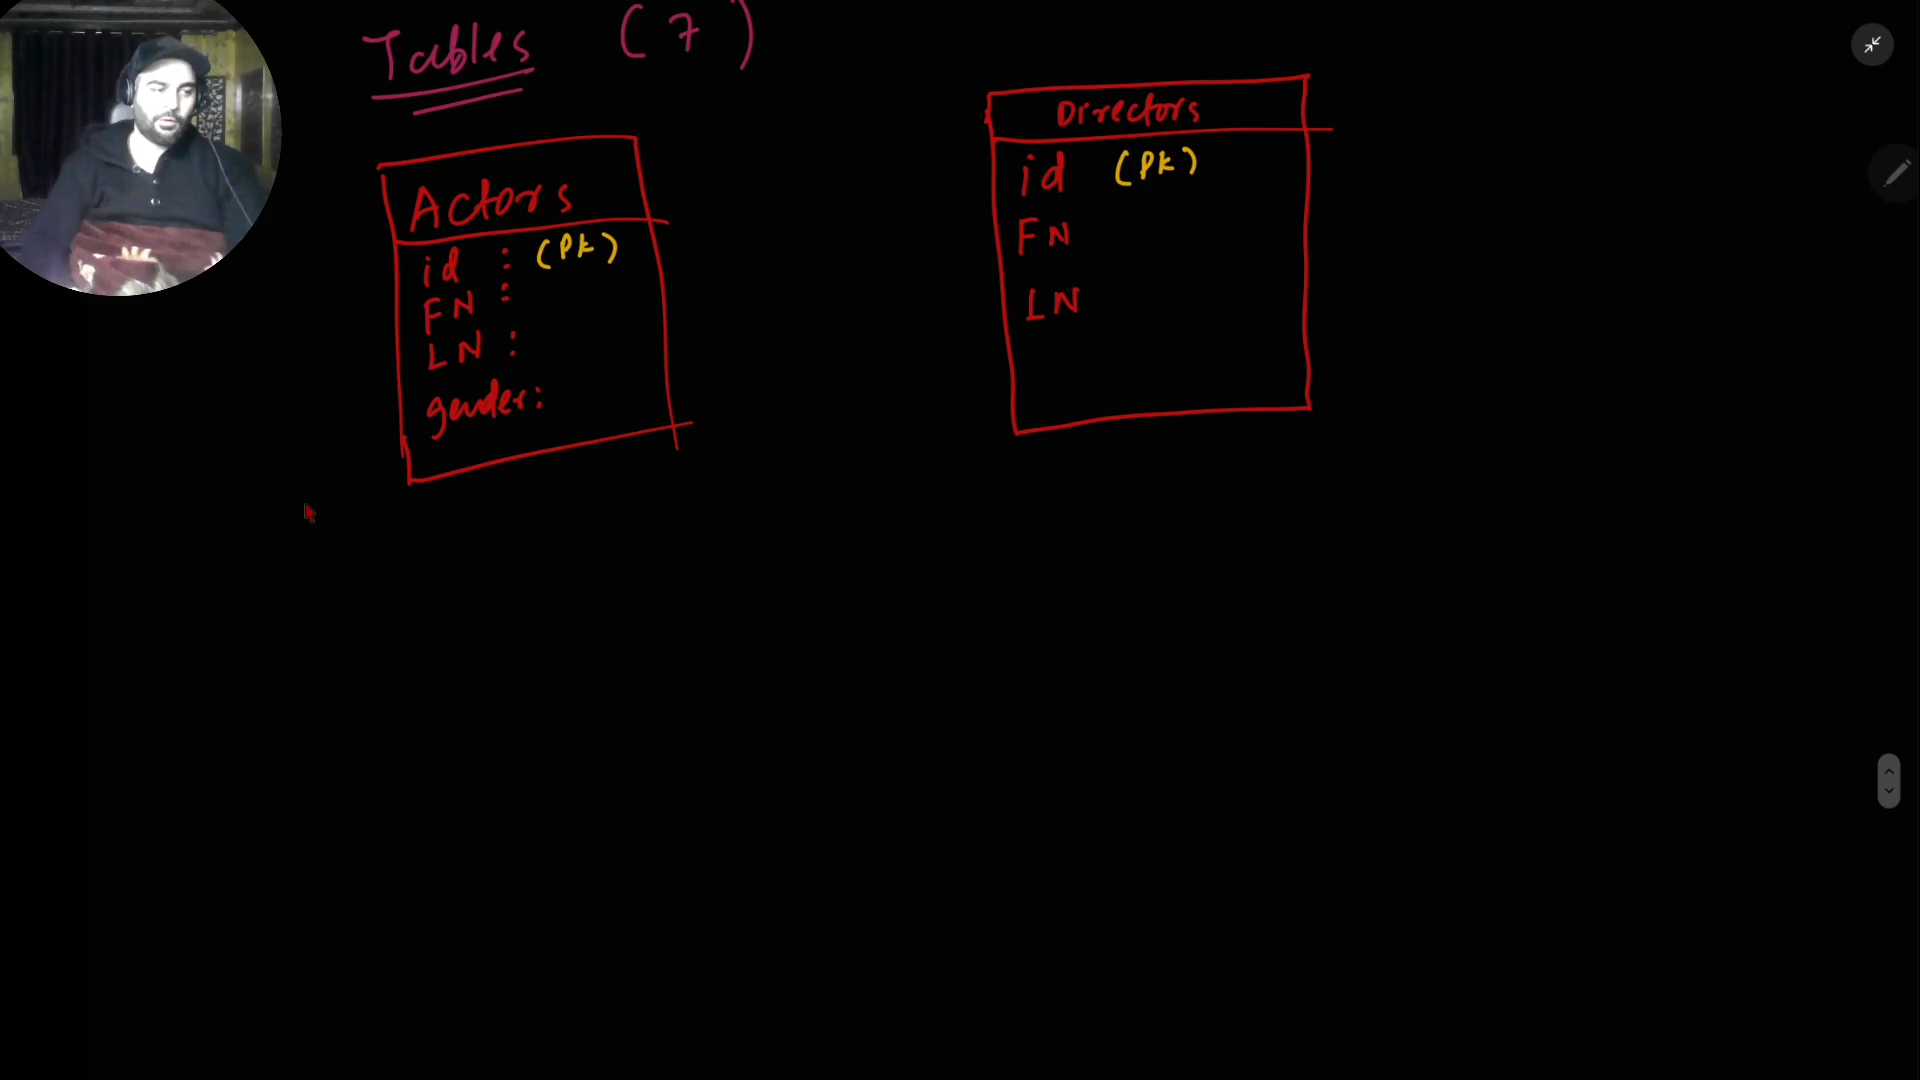 Tables (7)
Actors
id : (PK)
FN :
LN :
gender:
Directors
id (PK)
FN
LN